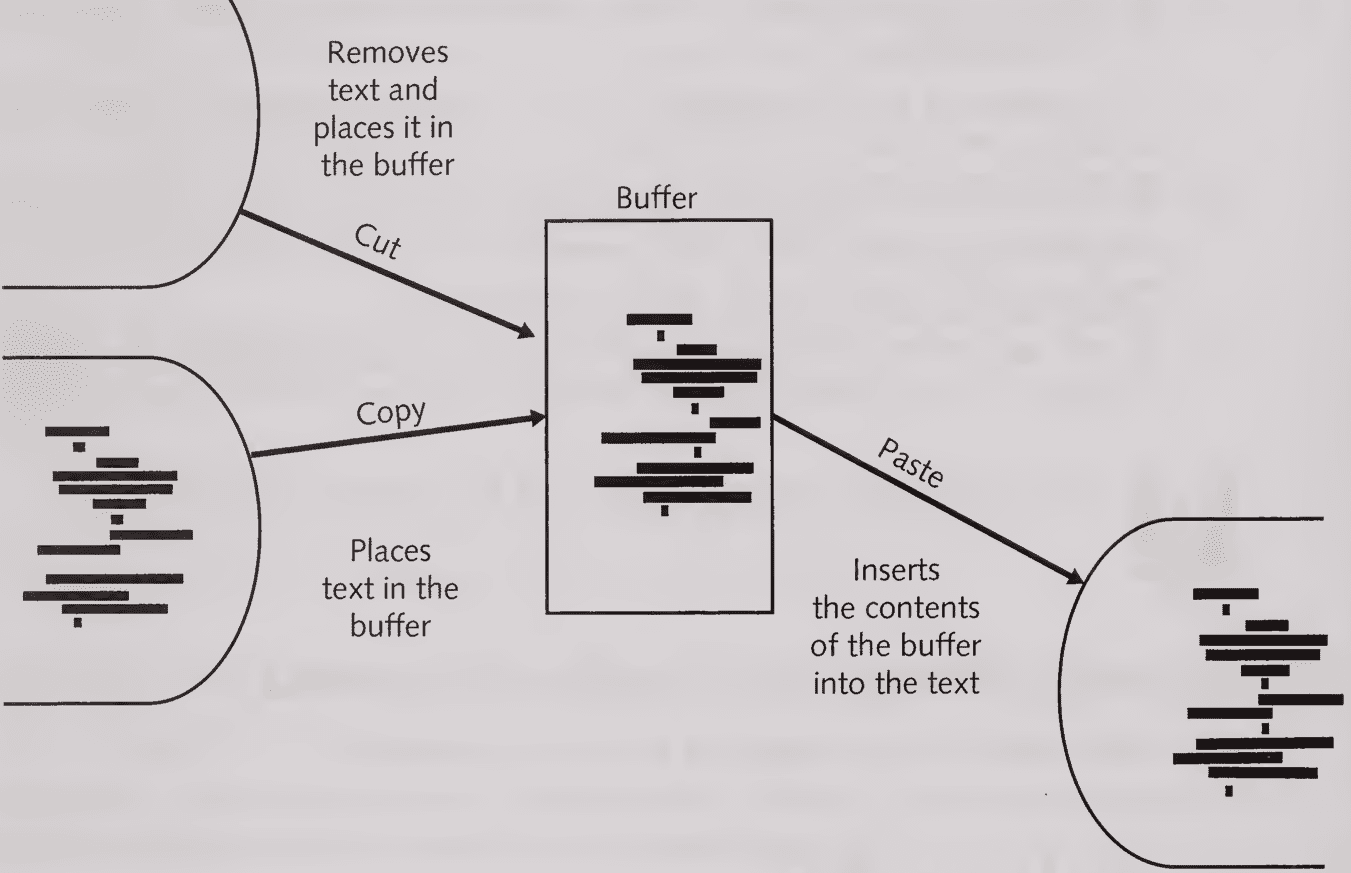 Removes
text and
places it in
the buffer
Cut
Buffer
Copy
Places
text in the
buffer
Paste
Inserts
the contents
of the buffer
into the text